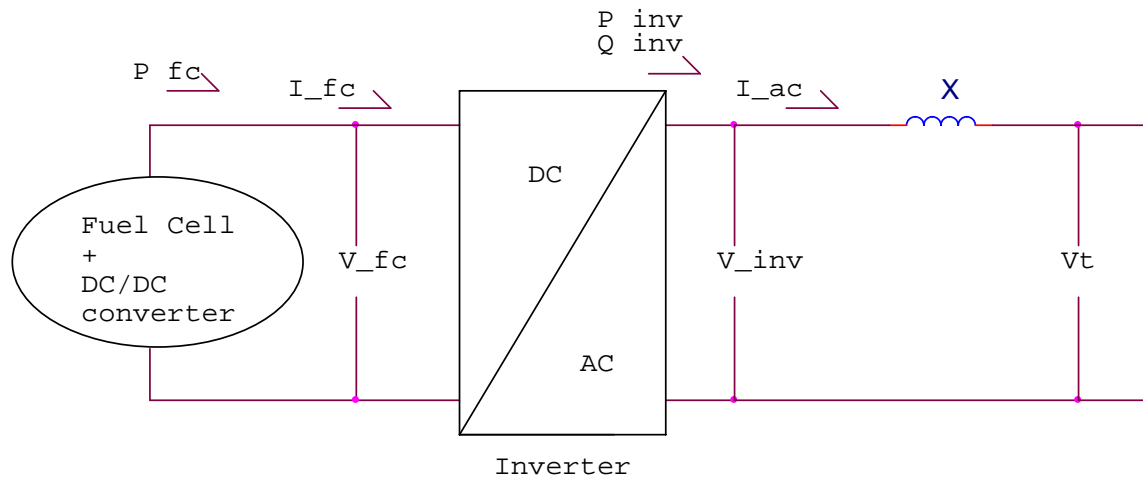 P inv
Q inv
P fc
I_fc
I_ac
X
DC
Fuel Cell
+
DC/DC
converter
V_fc
V_inv
Vt
AC
Inverter